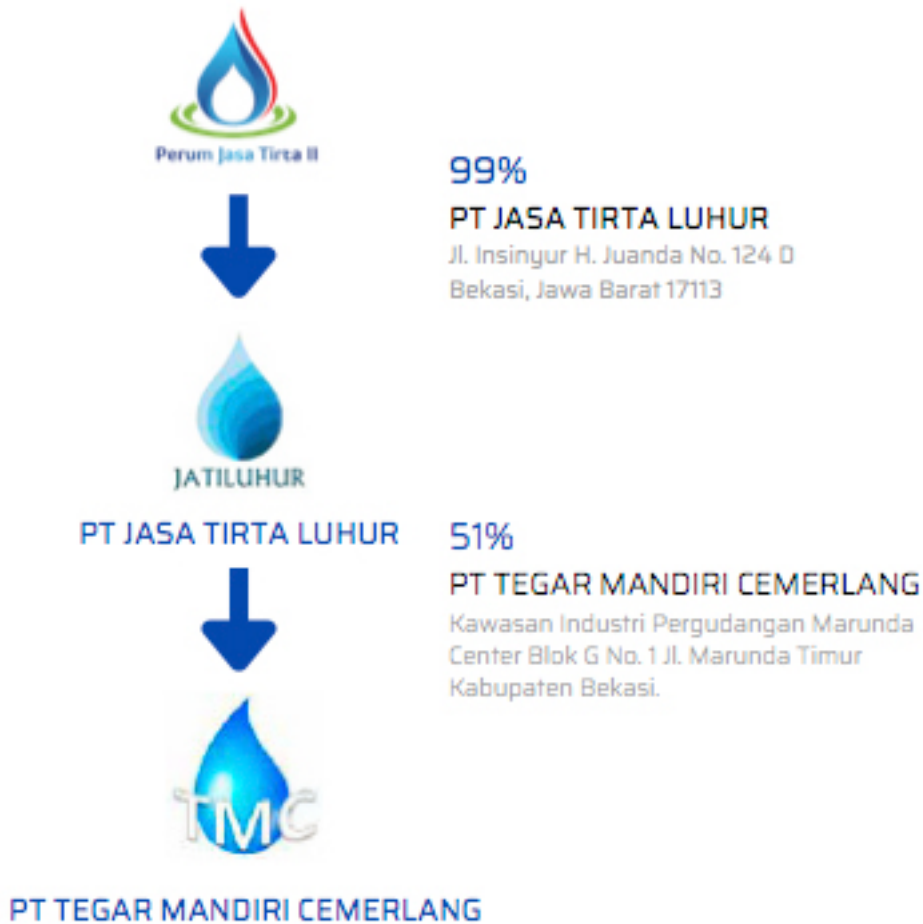 Perum Jasa Tirta II
99%
PT JASA TIRTA LUHUR
Jl. Insinyur H. Juanda No. 124 D
Bekasi, Jawa Barat 17113
JATILUHUR
PT JASA TIRTA LUHUR
51%
PT TEGAR MANDIRI CEMERLANG
Kawasan Industri Pergudangan Marunda
Center Blok G No. 1 Jl. Marunda Timur
Kabupaten Bekasi.
TMC
PT TEGAR MANDIRI CEMERLANG